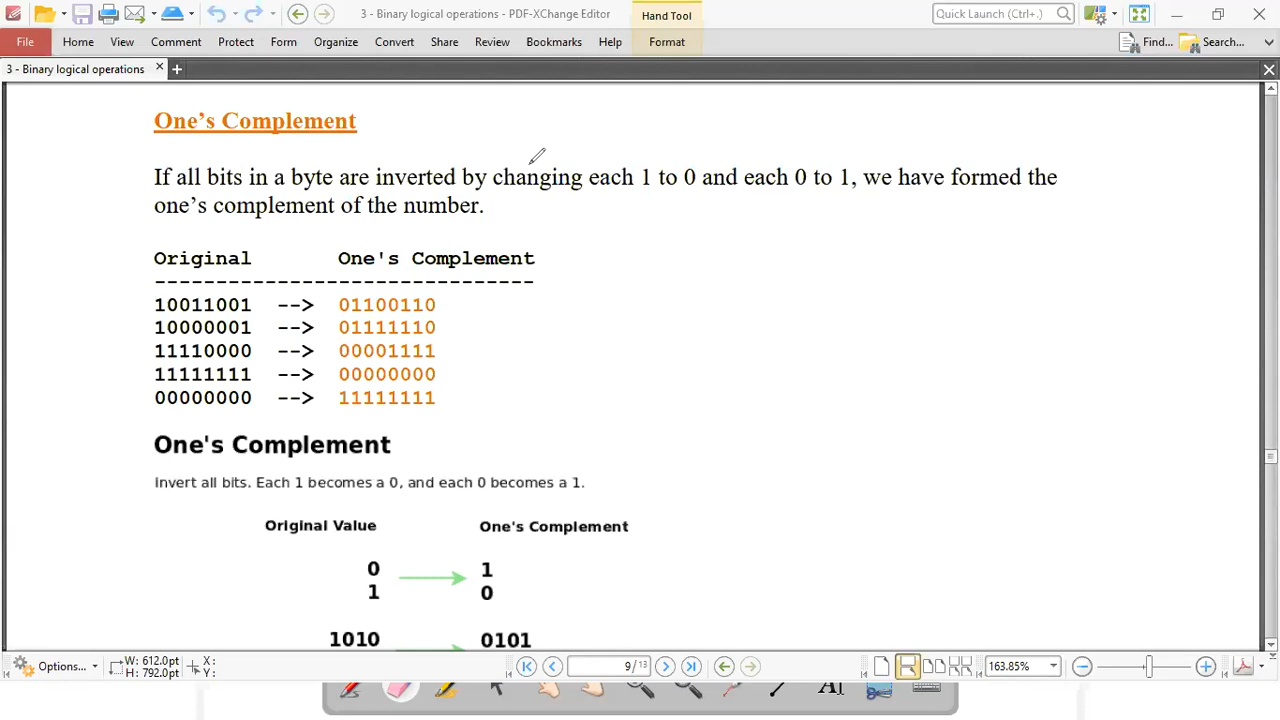 3 - Binary logical operations - PDF-XChange Editor
Hand Tool
Quick Launch (Ctrl+.)
File Home View Comment Protect Form Organize Convert Share Review Bookmarks Help Format Find... Search...
3 - Binary logical operations
One’s Complement
If all bits in a byte are inverted by changing each 1 to 0 and each 0 to 1, we have formed the
one’s complement of the number.
Original One's Complement
-------------------------------
10011001 --> 01100110
10000001 --> 01111110
11110000 --> 00001111
11111111 --> 00000000
00000000 --> 11111111
One's Complement
Invert all bits. Each 1 becomes a 0, and each 0 becomes a 1.
Original Value One's Complement
0 1
1 0
1010 0101
Options... W: 612.0pt X:
H: 792.0pt Y:
9 / 13
163.85%